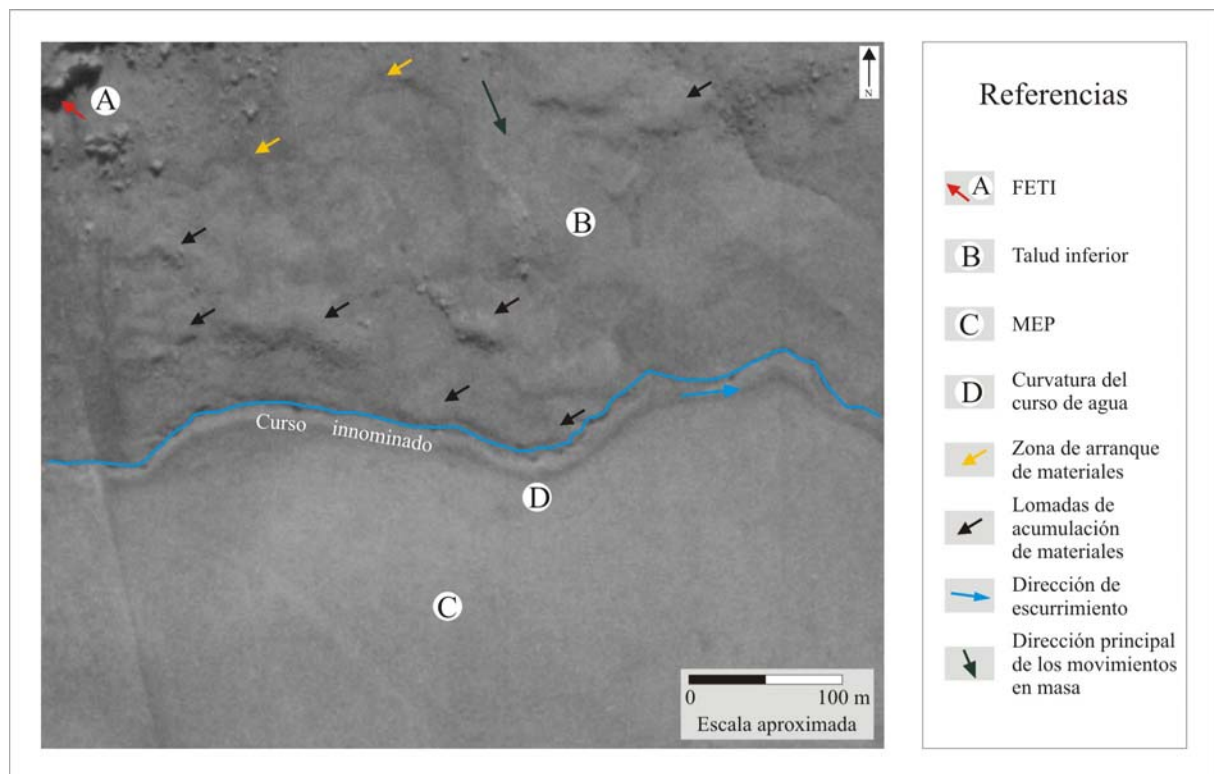 A
N
B
Curso innominado
D
C
0 100 m
Escala aproximada
Referencias
A FETI
B Talud inferior
C MEP
D Curvatura del
curso de agua
Zona de arranque
de materiales
Lomadas de
acumulación
de materiales
Dirección de
escurrimiento
Dirección principal
de los movimientos
en masa